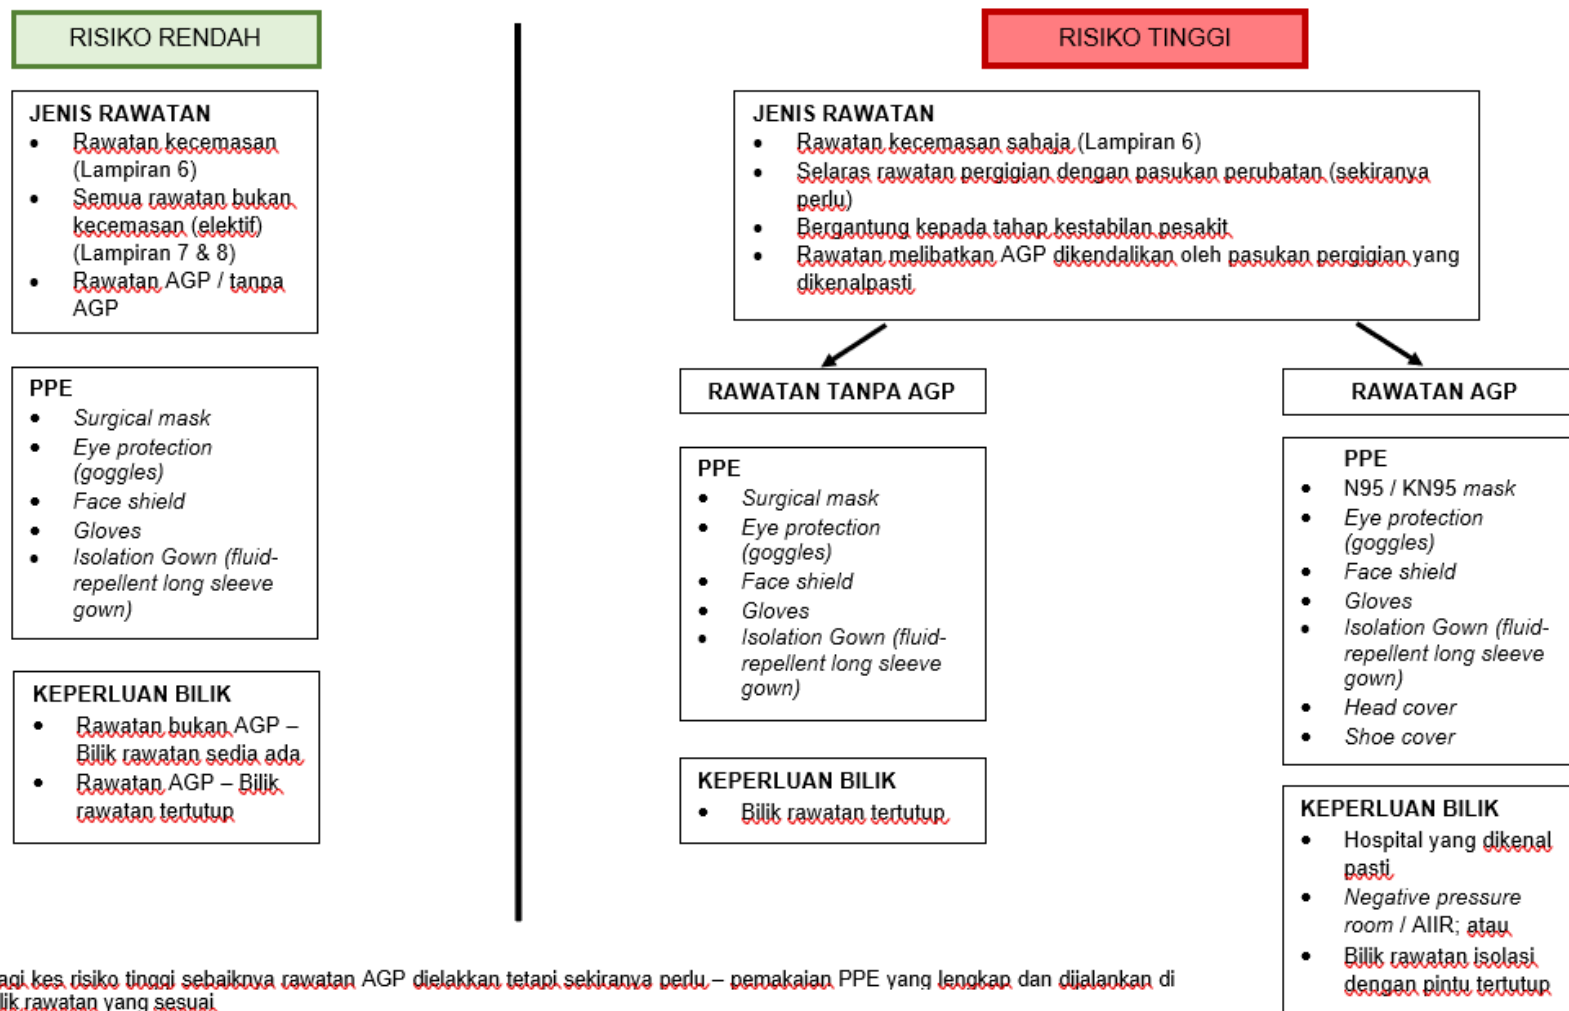 RISIKO RENDAH
JENIS RAWATAN
• Rawatan kecemasan
(Lampiran 6)
• Semua rawatan bukan
kecemasan (elektif)
(Lampiran 7 & 8)
• Rawatan AGP / tanpa
AGP
PPE
• Surgical mask
• Eye protection
(goggles)
• Face shield
• Gloves
• Isolation Gown (fluid-
repellent long sleeve
gown)
KEPERLUAN BILIK
• Rawatan bukan AGP –
Bilik rawatan sedia ada
• Rawatan AGP – Bilik
rawatan tertutup
RISIKO TINGGI
JENIS RAWATAN
• Rawatan kecemasan sahaja (Lampiran 6)
• Selaras rawatan pergigian dengan pasukan perubatan (sekiranya
perlu)
• Bergantung kepada tahap kestabilan pesakit
• Rawatan melibatkan AGP dikendalikan oleh pasukan pergigian yang
dikenalpasti
RAWATAN TANPA AGP
PPE
• Surgical mask
• Eye protection
(goggles)
• Face shield
• Gloves
• Isolation Gown (fluid-
repellent long sleeve
gown)
KEPERLUAN BILIK
• Bilik rawatan tertutup
RAWATAN AGP
PPE
• N95 / KN95 mask
• Eye protection
(goggles)
• Face shield
• Gloves
• Isolation Gown (fluid-
repellent long sleeve
gown)
• Head cover
• Shoe cover
KEPERLUAN BILIK
• Hospital yang dikenal
pasti
• Negative pressure
room / AIIR; atau
• Bilik rawatan isolasi
dengan pintu tertutup
kes risiko tinggi sebaiknya rawatan AGP dielakkan tetapi sekiranya perlu – pemakaian PPE yang lengkap dan dijalankan di
rawatan yang sesuai